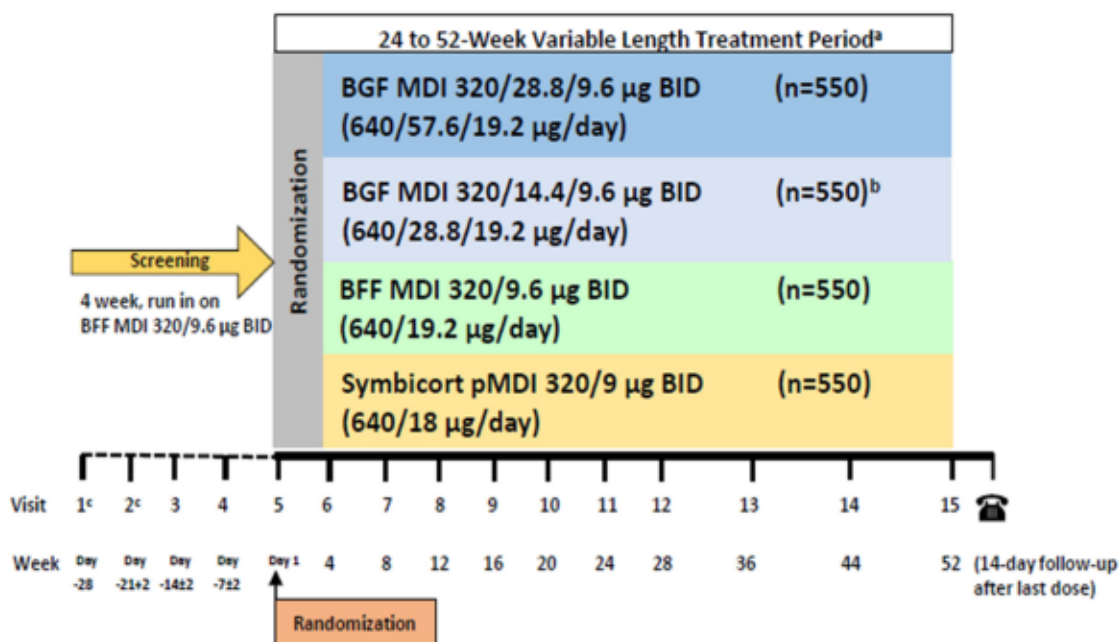 24 to 52-Week Variable Length Treatment Periodᵃ
Randomization
BGF MDI 320/28.8/9.6 µg BID (n=550)
(640/57.6/19.2 µg/day)
BGF MDI 320/14.4/9.6 µg BID (n=550)ᵇ
(640/28.8/19.2 µg/day)
Screening
4 week, run in on
BFF MDI 320/9.6 µg BID
BFF MDI 320/9.6 µg BID (n=550)
(640/19.2 µg/day)
Symbicort pMDI 320/9 µg BID (n=550)
(640/18 µg/day)
Visit 1ᶜ 2ᶜ 3 4 5 6 7 8 9 10 11 12 13 14 15
Week Day Day Day Day Day 1 4 8 12 16 20 24 28 36 44 52 (14-day follow-up
-28 -21+2 -14±2 -7±2 after last dose)
Randomization